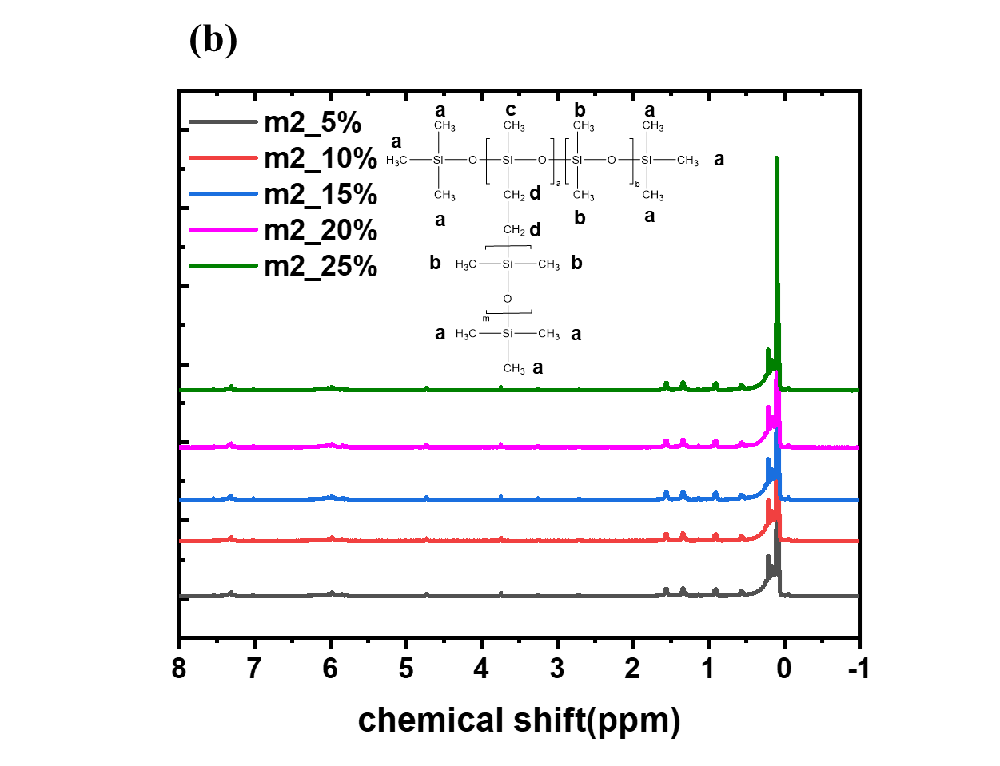 (b)
m2_5%
m2_10%
m2_15%
m2_20%
m2_25%
a c b a
CH₃ CH₃ CH₃ CH₃
a
H₃C Si O Si O Si O Si CH₃ a
a b
CH₃ CH₂ d CH₃ CH₃
a b a
CH₂ d
b H₃C Si CH₃ b
O
m
a H₃C Si CH₃ a
CH₃ a
8 7 6 5 4 3 2 1 0 -1
chemical shift(ppm)